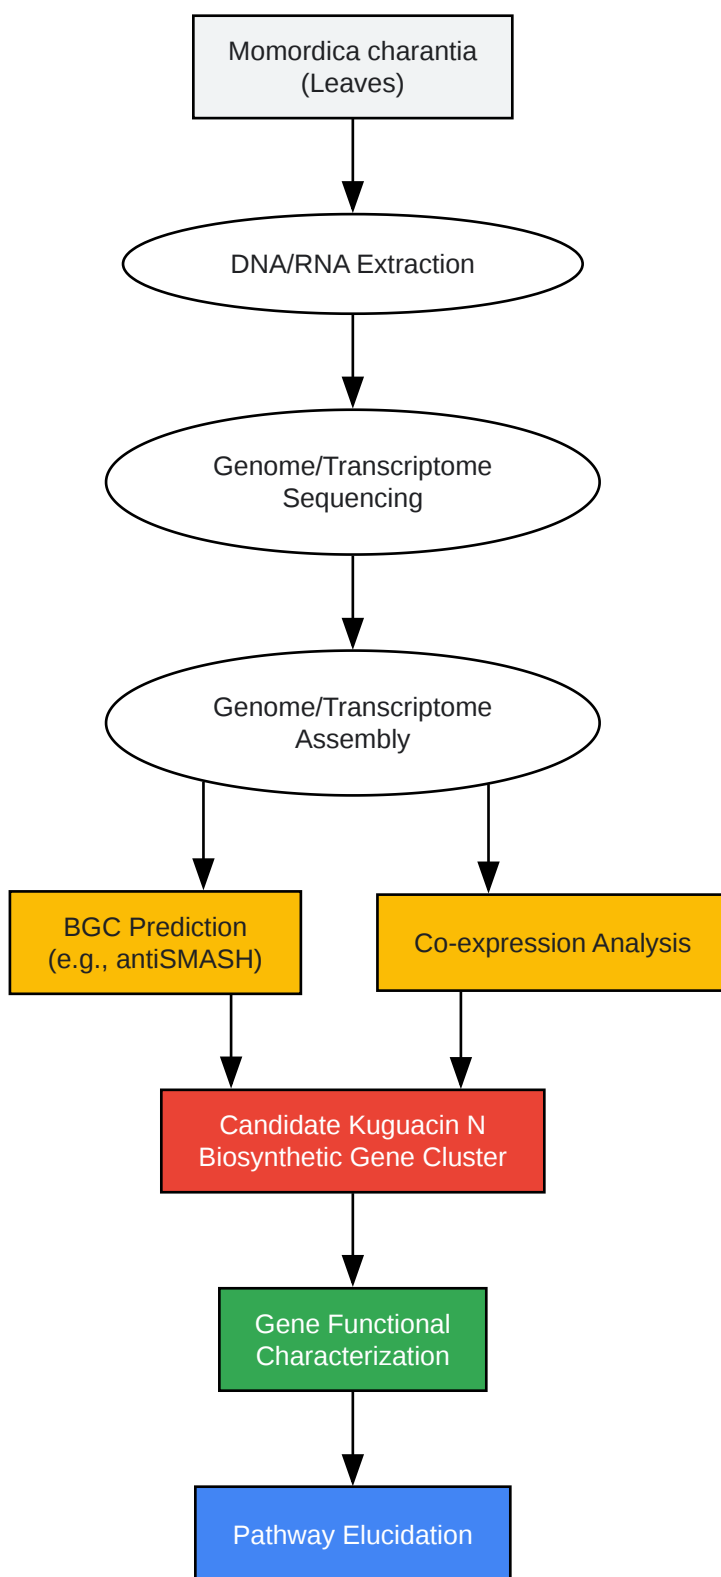 Momordica charantia
(Leaves)
DNA/RNA Extraction
Genome/Transcriptome
Sequencing
Genome/Transcriptome
Assembly
BGC Prediction
(e.g., antiSMASH)
Co-expression Analysis
Candidate Kuguacin N
Biosynthetic Gene Cluster
Gene Functional
Characterization
Pathway Elucidation